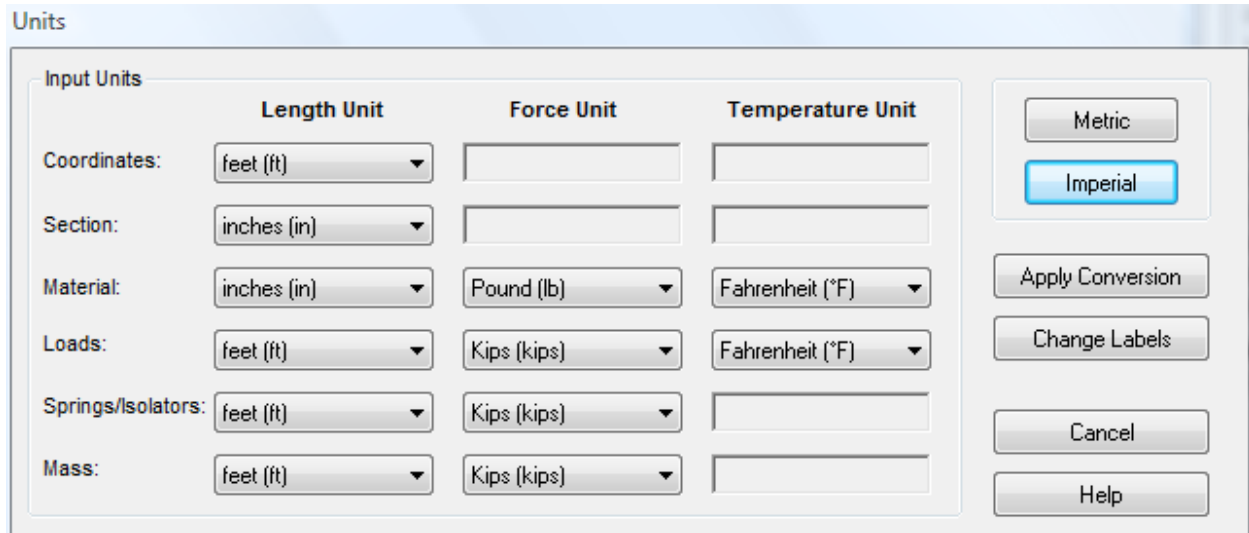 Units
Input Units
Length Unit Force Unit Temperature Unit
Coordinates: feet (ft)
Section: inches (in)
Material: inches (in) Pound (lb) Fahrenheit (°F)
Loads: feet (ft) Kips (kips) Fahrenheit (°F)
Springs/Isolators: feet (ft) Kips (kips)
Mass: feet (ft) Kips (kips)
Metric
Imperial
Apply Conversion
Change Labels
Cancel
Help